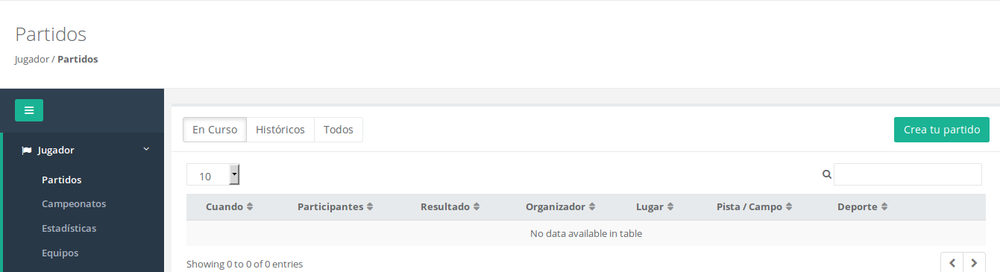 Partidos
Jugador / Partidos
En Curso Históricos Todos Crea tu partido
Jugador
10
Partidos
Cuando Participantes Resultado Organizador Lugar Pista / Campo Deporte
Campeonatos
Estadísticas
No data available in table
Equipos
Showing 0 to 0 of 0 entries